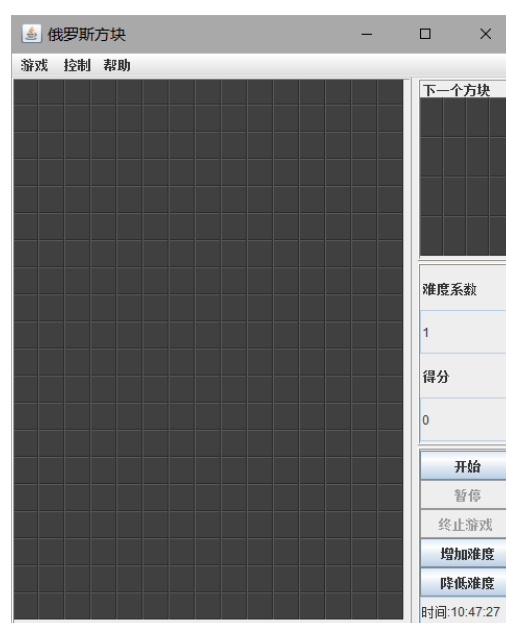 俄罗斯方块
游戏 控制 帮助
下一个方块
难度系数
1
得分
0
开始
暂停
终止游戏
增加难度
降低难度
时间:10:47:27